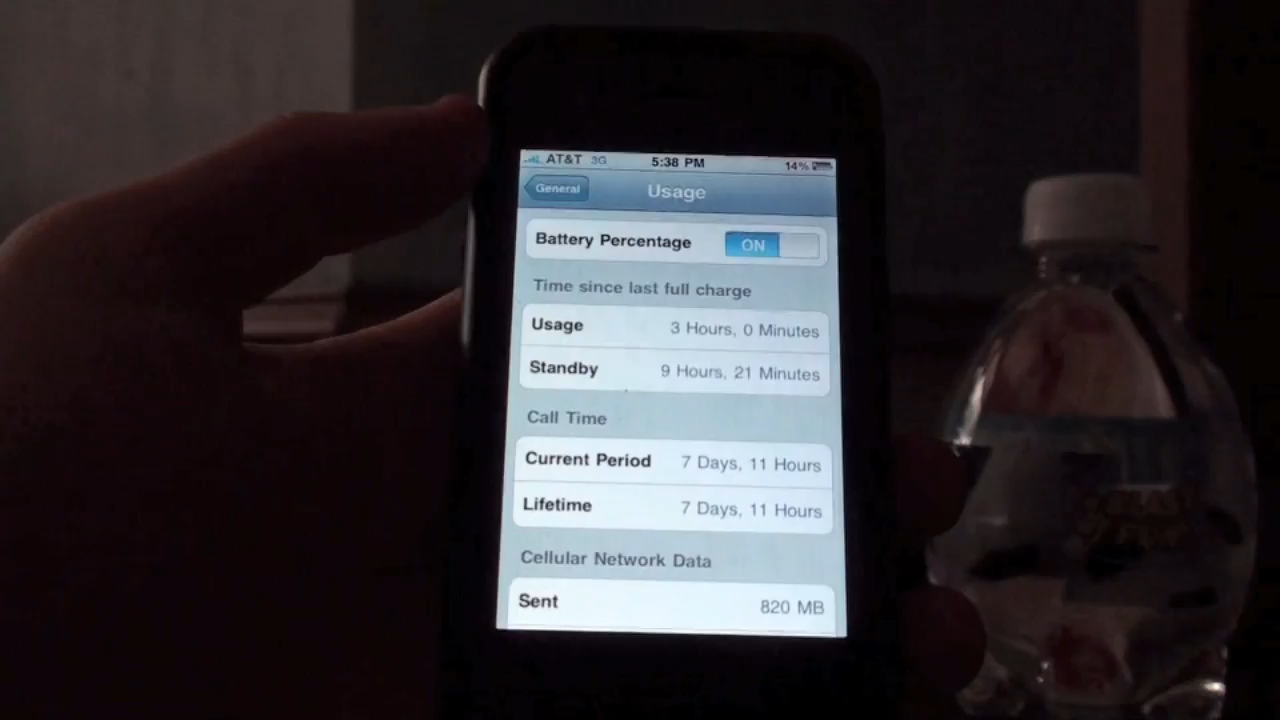 AT&T 3G 5:38 PM 14%
General Usage
Battery Percentage ON
Time since last full charge
Usage 3 Hours, 0 Minutes
Standby 9 Hours, 21 Minutes
Call Time
Current Period 7 Days, 11 Hours
Lifetime 7 Days, 11 Hours
Cellular Network Data
Sent 820 MB